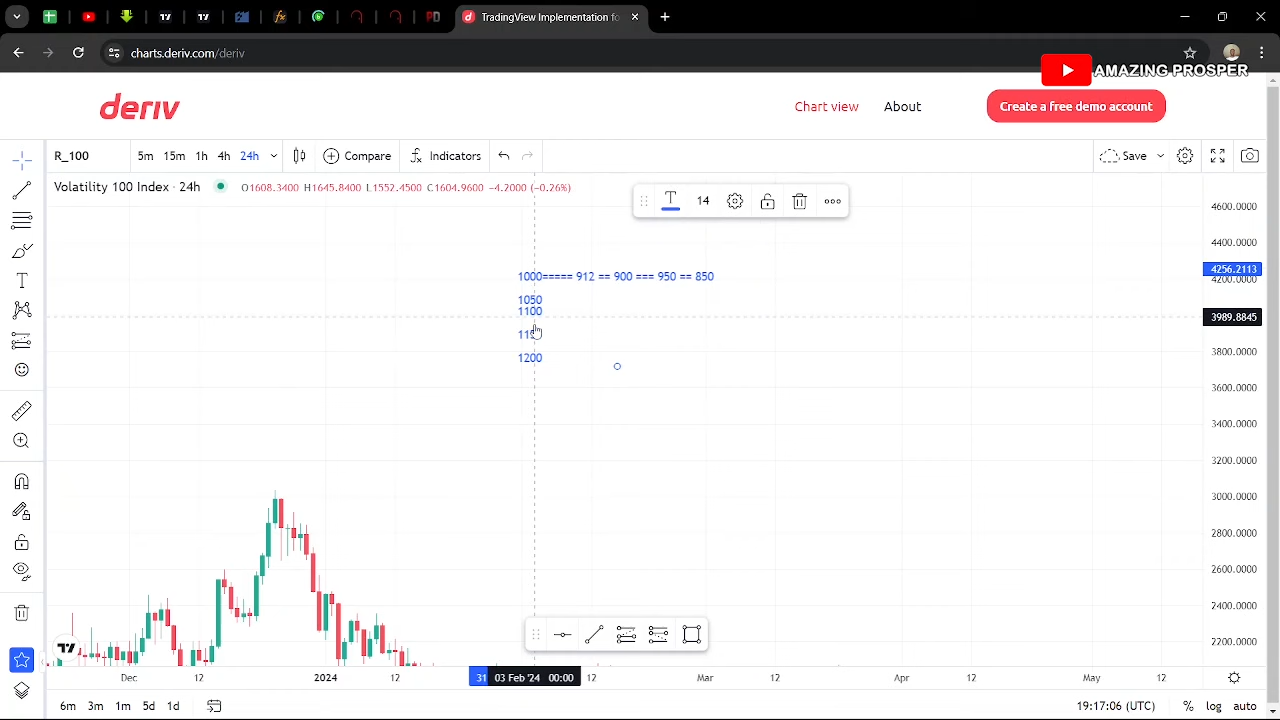 TradingView Implementation fo
charts.deriv.com/deriv
AMAZING PROSPER
deriv
Chart view
About
Create a free demo account
R_100
5m 15m 1h 4h 24h
Compare
Indicators
Save
Volatility 100 Index · 24h
O1608.3400 H1645.8400 L1552.4500 C1604.9600 −4.2000 (−0.26%)
T 14
1000===== 912 == 900 === 950 == 850
1050
1100
1200
4600.0000
4400.0000
4256.2113
4200.0000
3989.8845
3800.0000
3600.0000
3400.0000
3200.0000
3000.0000
2800.0000
2600.0000
2400.0000
2200.0000
Dec 12 2024 12 31 03 Feb '24 00:00 12 Mar 12 Apr 12 May 12
6m 3m 1m 5d 1d
19:17:06 (UTC) % log auto